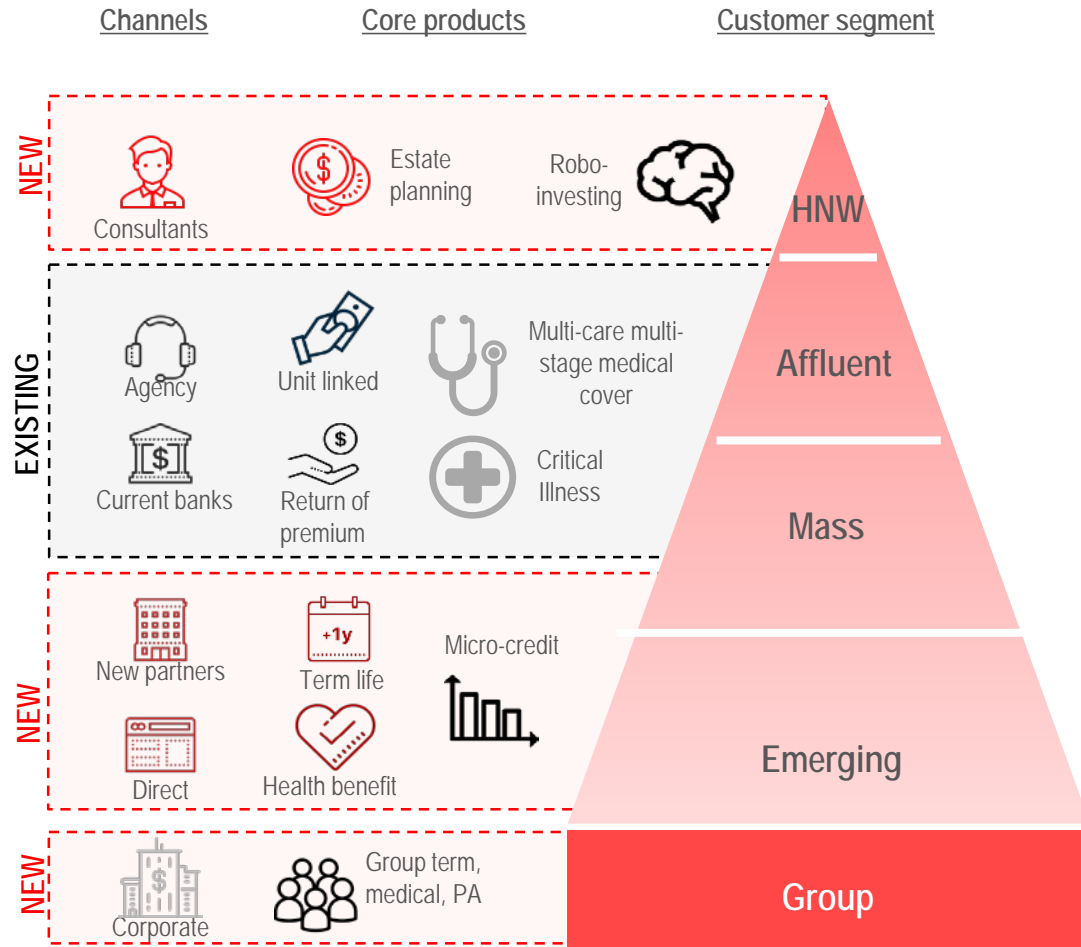 Channels
Core products
Customer segment
NEW
Consultants
$
Estate
planning
Robo-
investing
HNW
EXISTING
Agency
Unit linked
Multi-care multi-
stage medical
cover
Affluent
$
Current banks
$
Return of
premium
Critical
Illness
Mass
NEW
New partners
+1y
Term life
Micro-credit
Direct
Health benefit
Emerging
NEW
$
Corporate
Group term,
medical, PA
Group